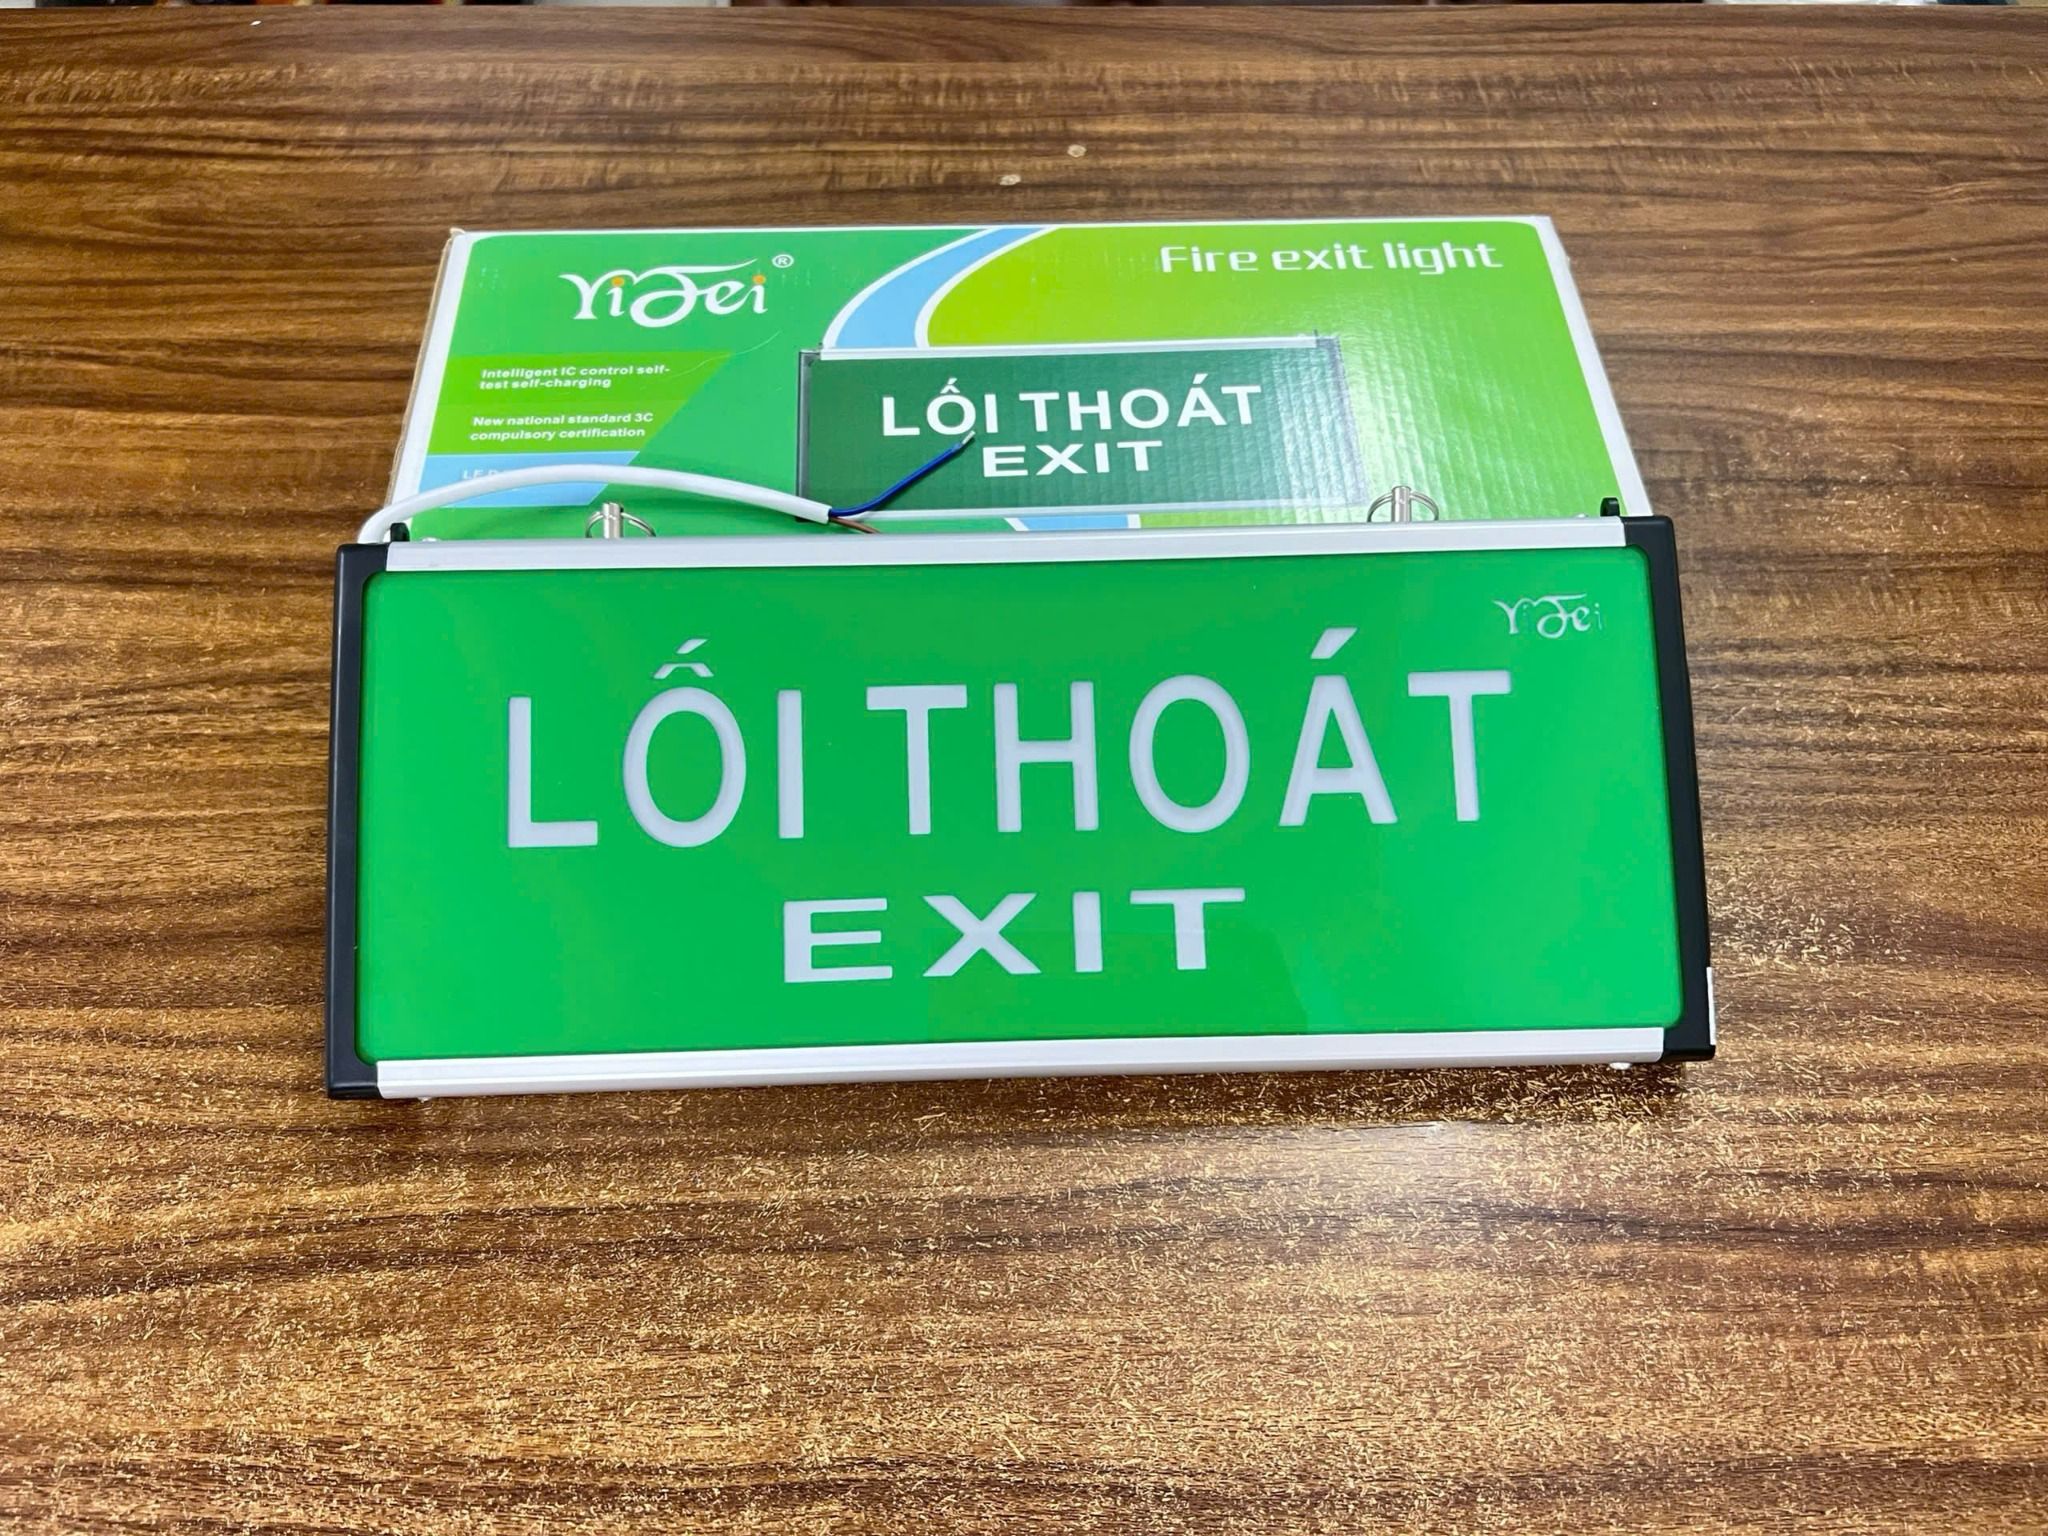 YiFei ®
Fire exit light
Intelligent IC control self-
test self-charging
New national standard 3C
compulsory certification
LỐI THOÁT
EXIT
YiFei
LỐI THOÁT
EXIT